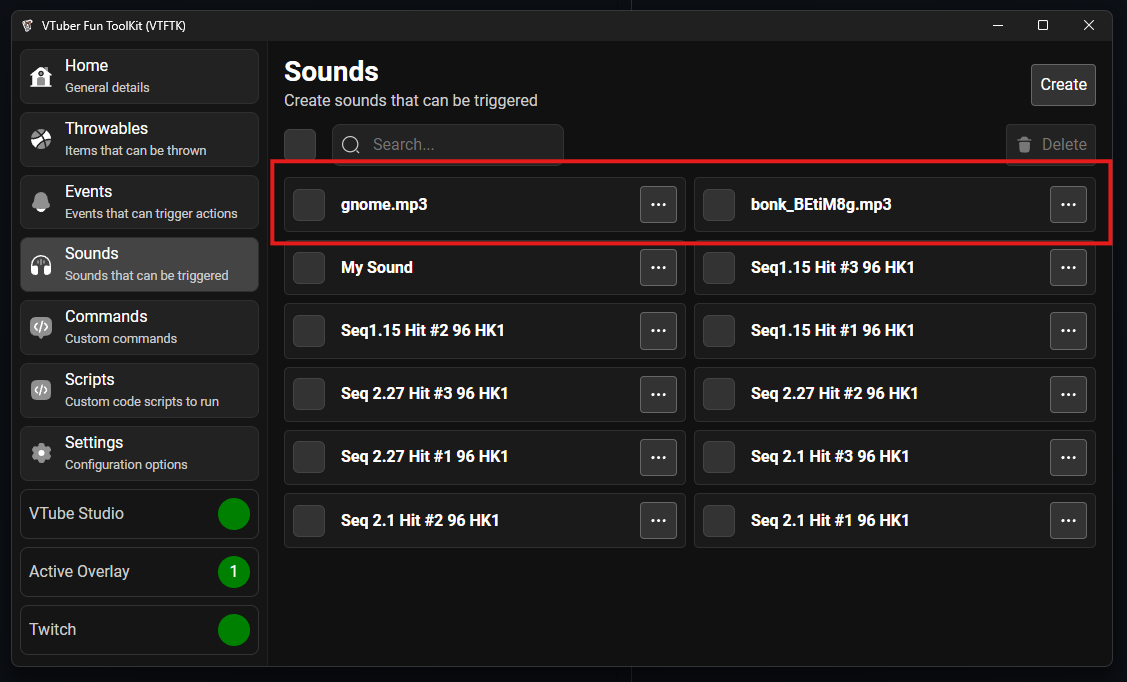 VTuber Fun ToolKit (VTFTK)
Home
General details
Throwables
Items that can be thrown
Events
Events that can trigger actions
Sounds
Sounds that can be triggered
Commands
Custom commands
Scripts
Custom code scripts to run
Settings
Configuration options
VTube Studio
Active Overlay 1
Twitch
Sounds
Create sounds that can be triggered
Create
Search...
Delete
gnome.mp3
bonk_BEtiM8g.mp3
My Sound
Seq1.15 Hit #3 96 HK1
Seq1.15 Hit #2 96 HK1
Seq1.15 Hit #1 96 HK1
Seq 2.27 Hit #3 96 HK1
Seq 2.27 Hit #2 96 HK1
Seq 2.27 Hit #1 96 HK1
Seq 2.1 Hit #3 96 HK1
Seq 2.1 Hit #2 96 HK1
Seq 2.1 Hit #1 96 HK1